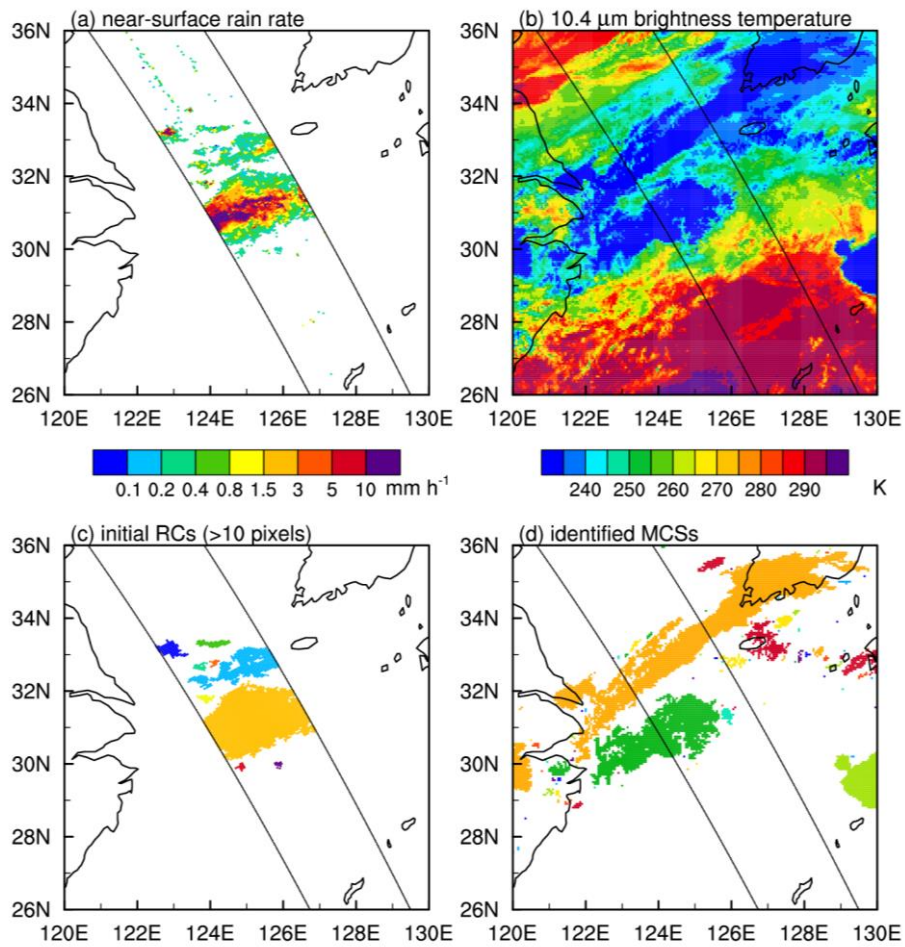 (a) near-surface rain rate
(b) 10.4 μm brightness temperature
36N
34N
32N
30N
28N
26N
120E 122E 124E 126E 128E 130E
36N
34N
32N
30N
28N
26N
120E 122E 124E 126E 128E 130E
0.1 0.2 0.4 0.8 1.5 3 5 10 mm h⁻¹
240 250 260 270 280 290 K
(c) initial RCs (>10 pixels)
(d) identified MCSs
36N
34N
32N
30N
28N
26N
120E 122E 124E 126E 128E 130E
36N
34N
32N
30N
28N
26N
120E 122E 124E 126E 128E 130E